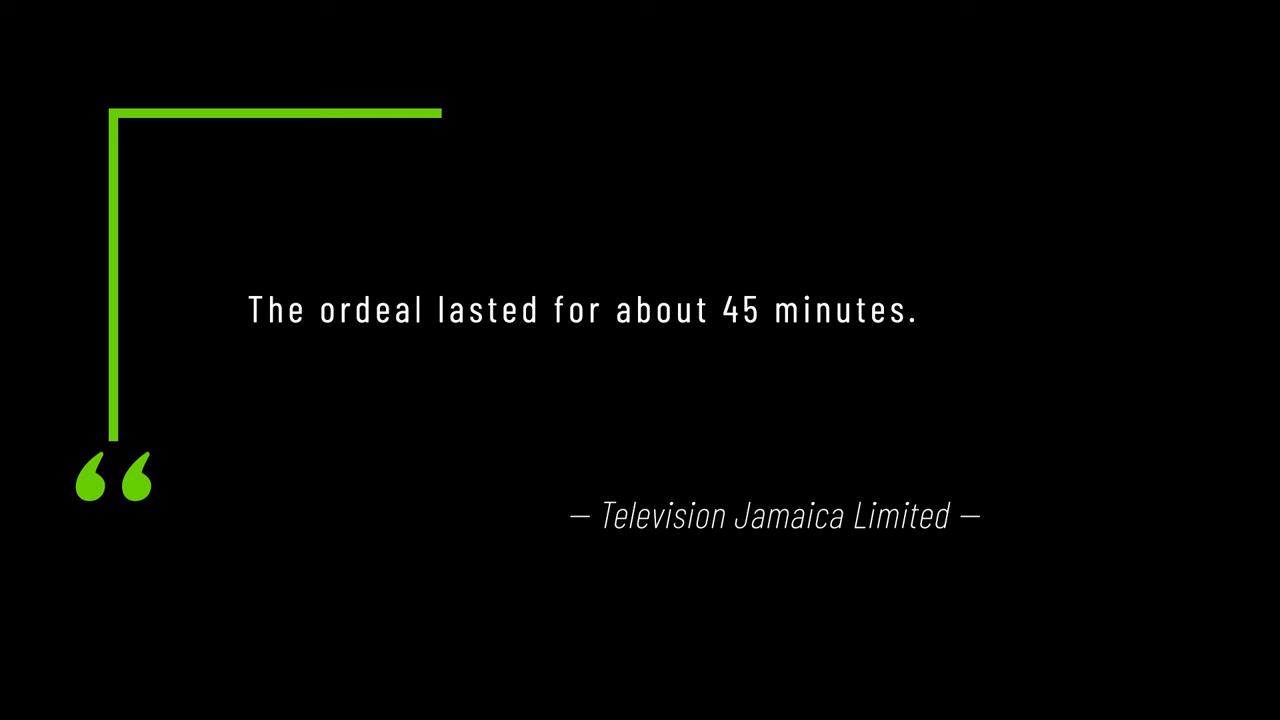 The ordeal lasted for about 45 minutes.
“
— Television Jamaica Limited —